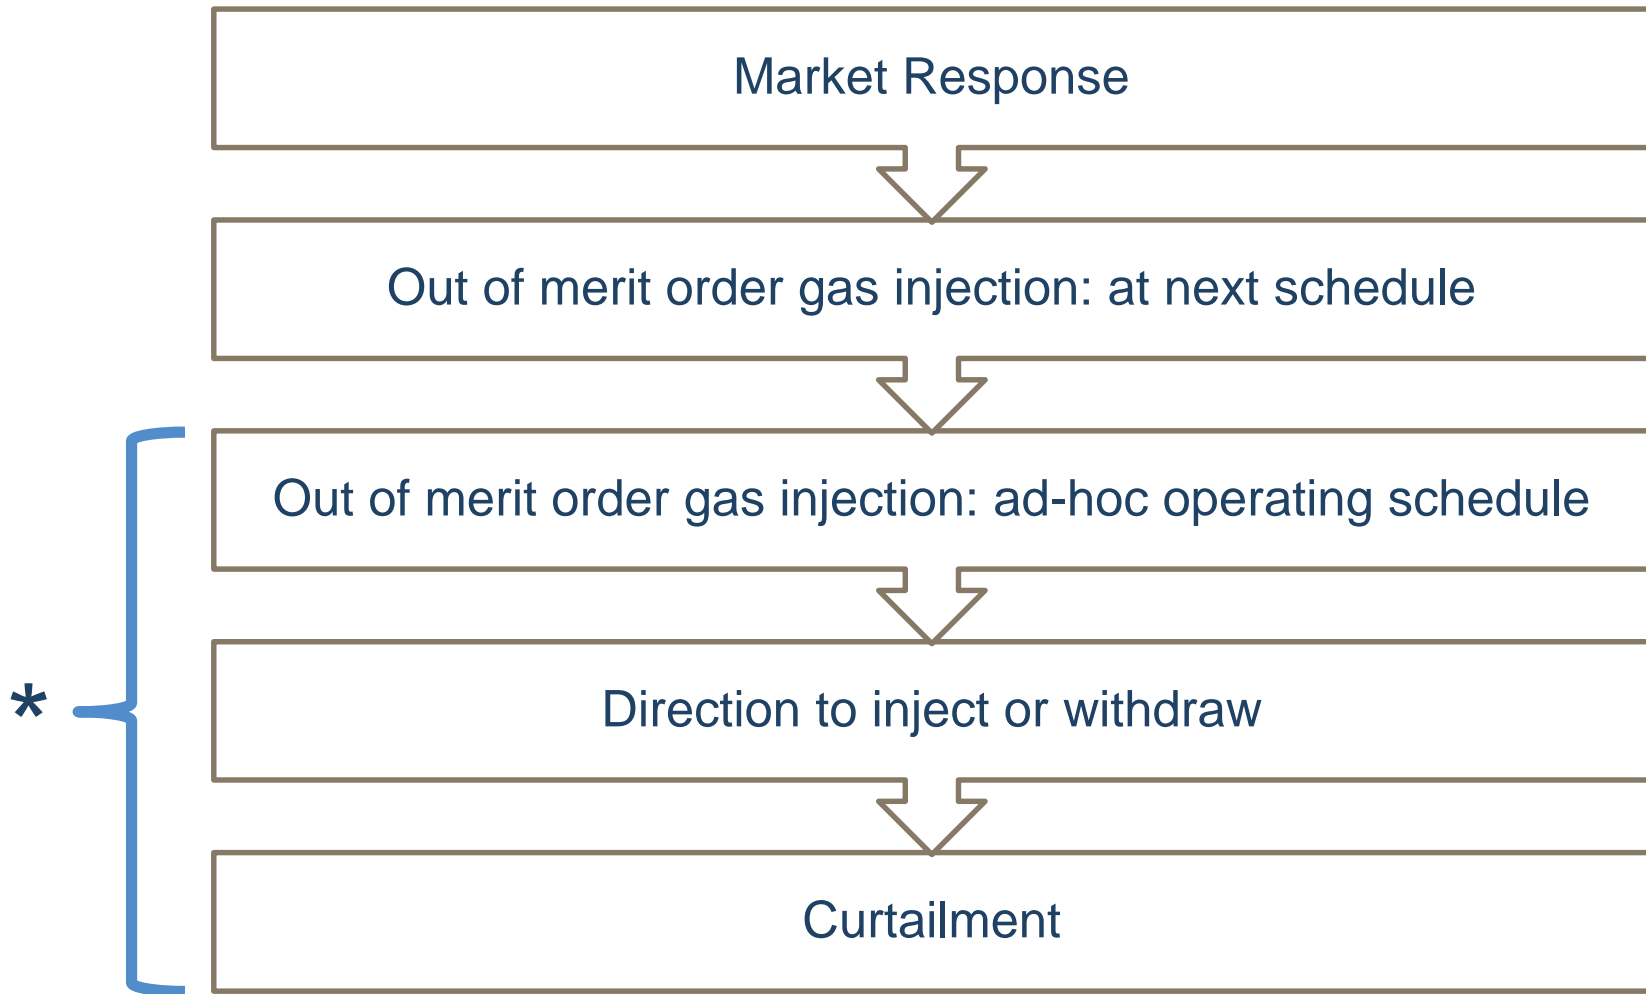 Market Response
Out of merit order gas injection: at next schedule
Out of merit order gas injection: ad-hoc operating schedule
*
Direction to inject or withdraw
Curtailment